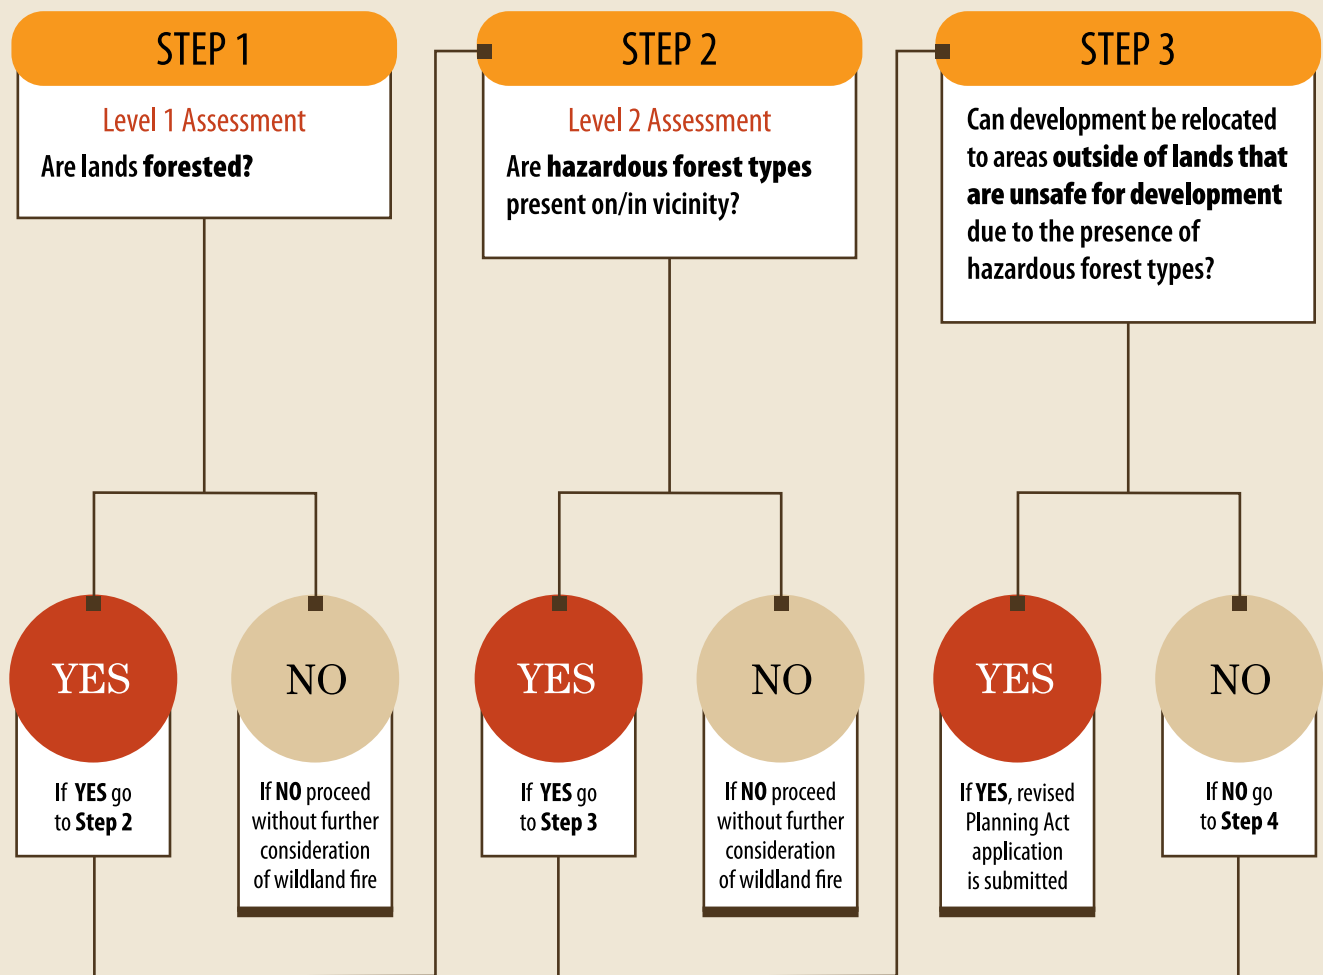 STEP 1
Level 1 Assessment
Are lands forested?
YES
If YES go
to Step 2
NO
If NO proceed
without further
consideration
of wildland fire
STEP 2
Level 2 Assessment
Are hazardous forest types
present on/in vicinity?
YES
If YES go
to Step 3
NO
If NO proceed
without further
consideration
of wildland fire
STEP 3
Can development be relocated
to areas outside of lands that
are unsafe for development
due to the presence of
hazardous forest types?
YES
If YES, revised
Planning Act
application
is submitted
NO
If NO go
to Step 4